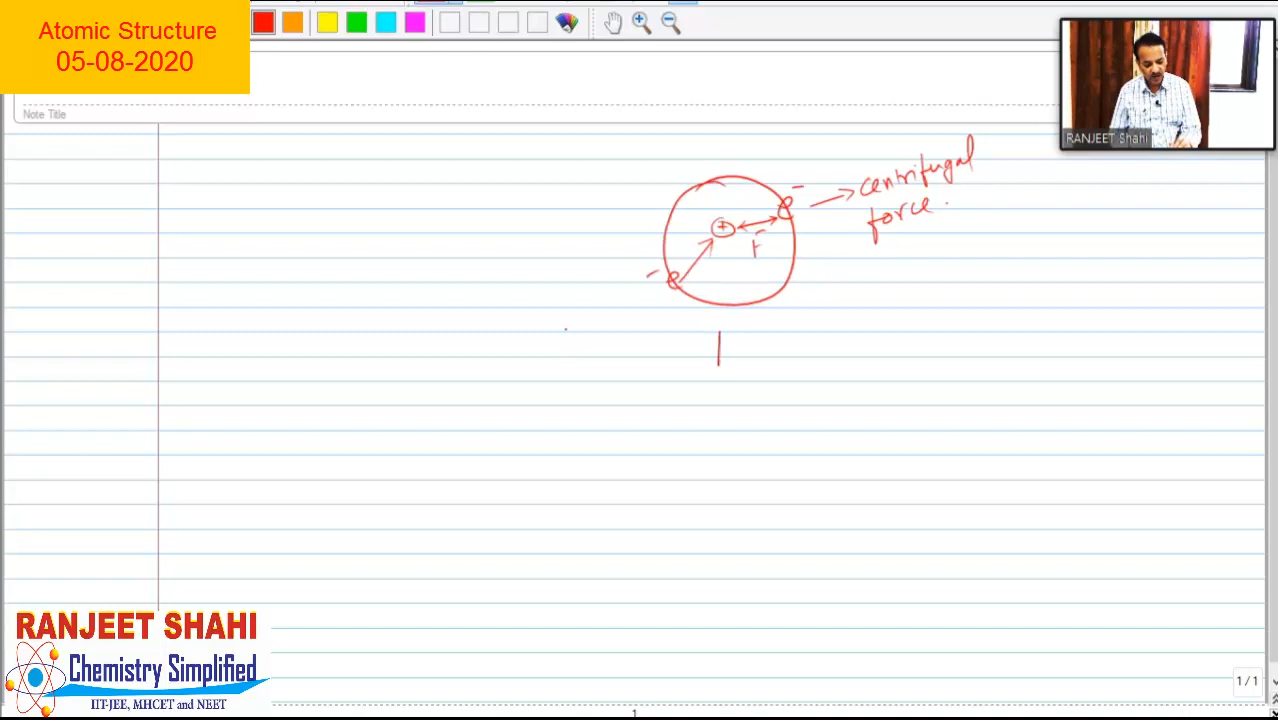 Atomic Structure
05-08-2020
Note Title
RANJEET Shahi
centrifugal
force.
+
F
e
-
e
-
RANJEET SHAHI
Chemistry Simplified
IIT-JEE, MHCET and NEET
1 / 1
1